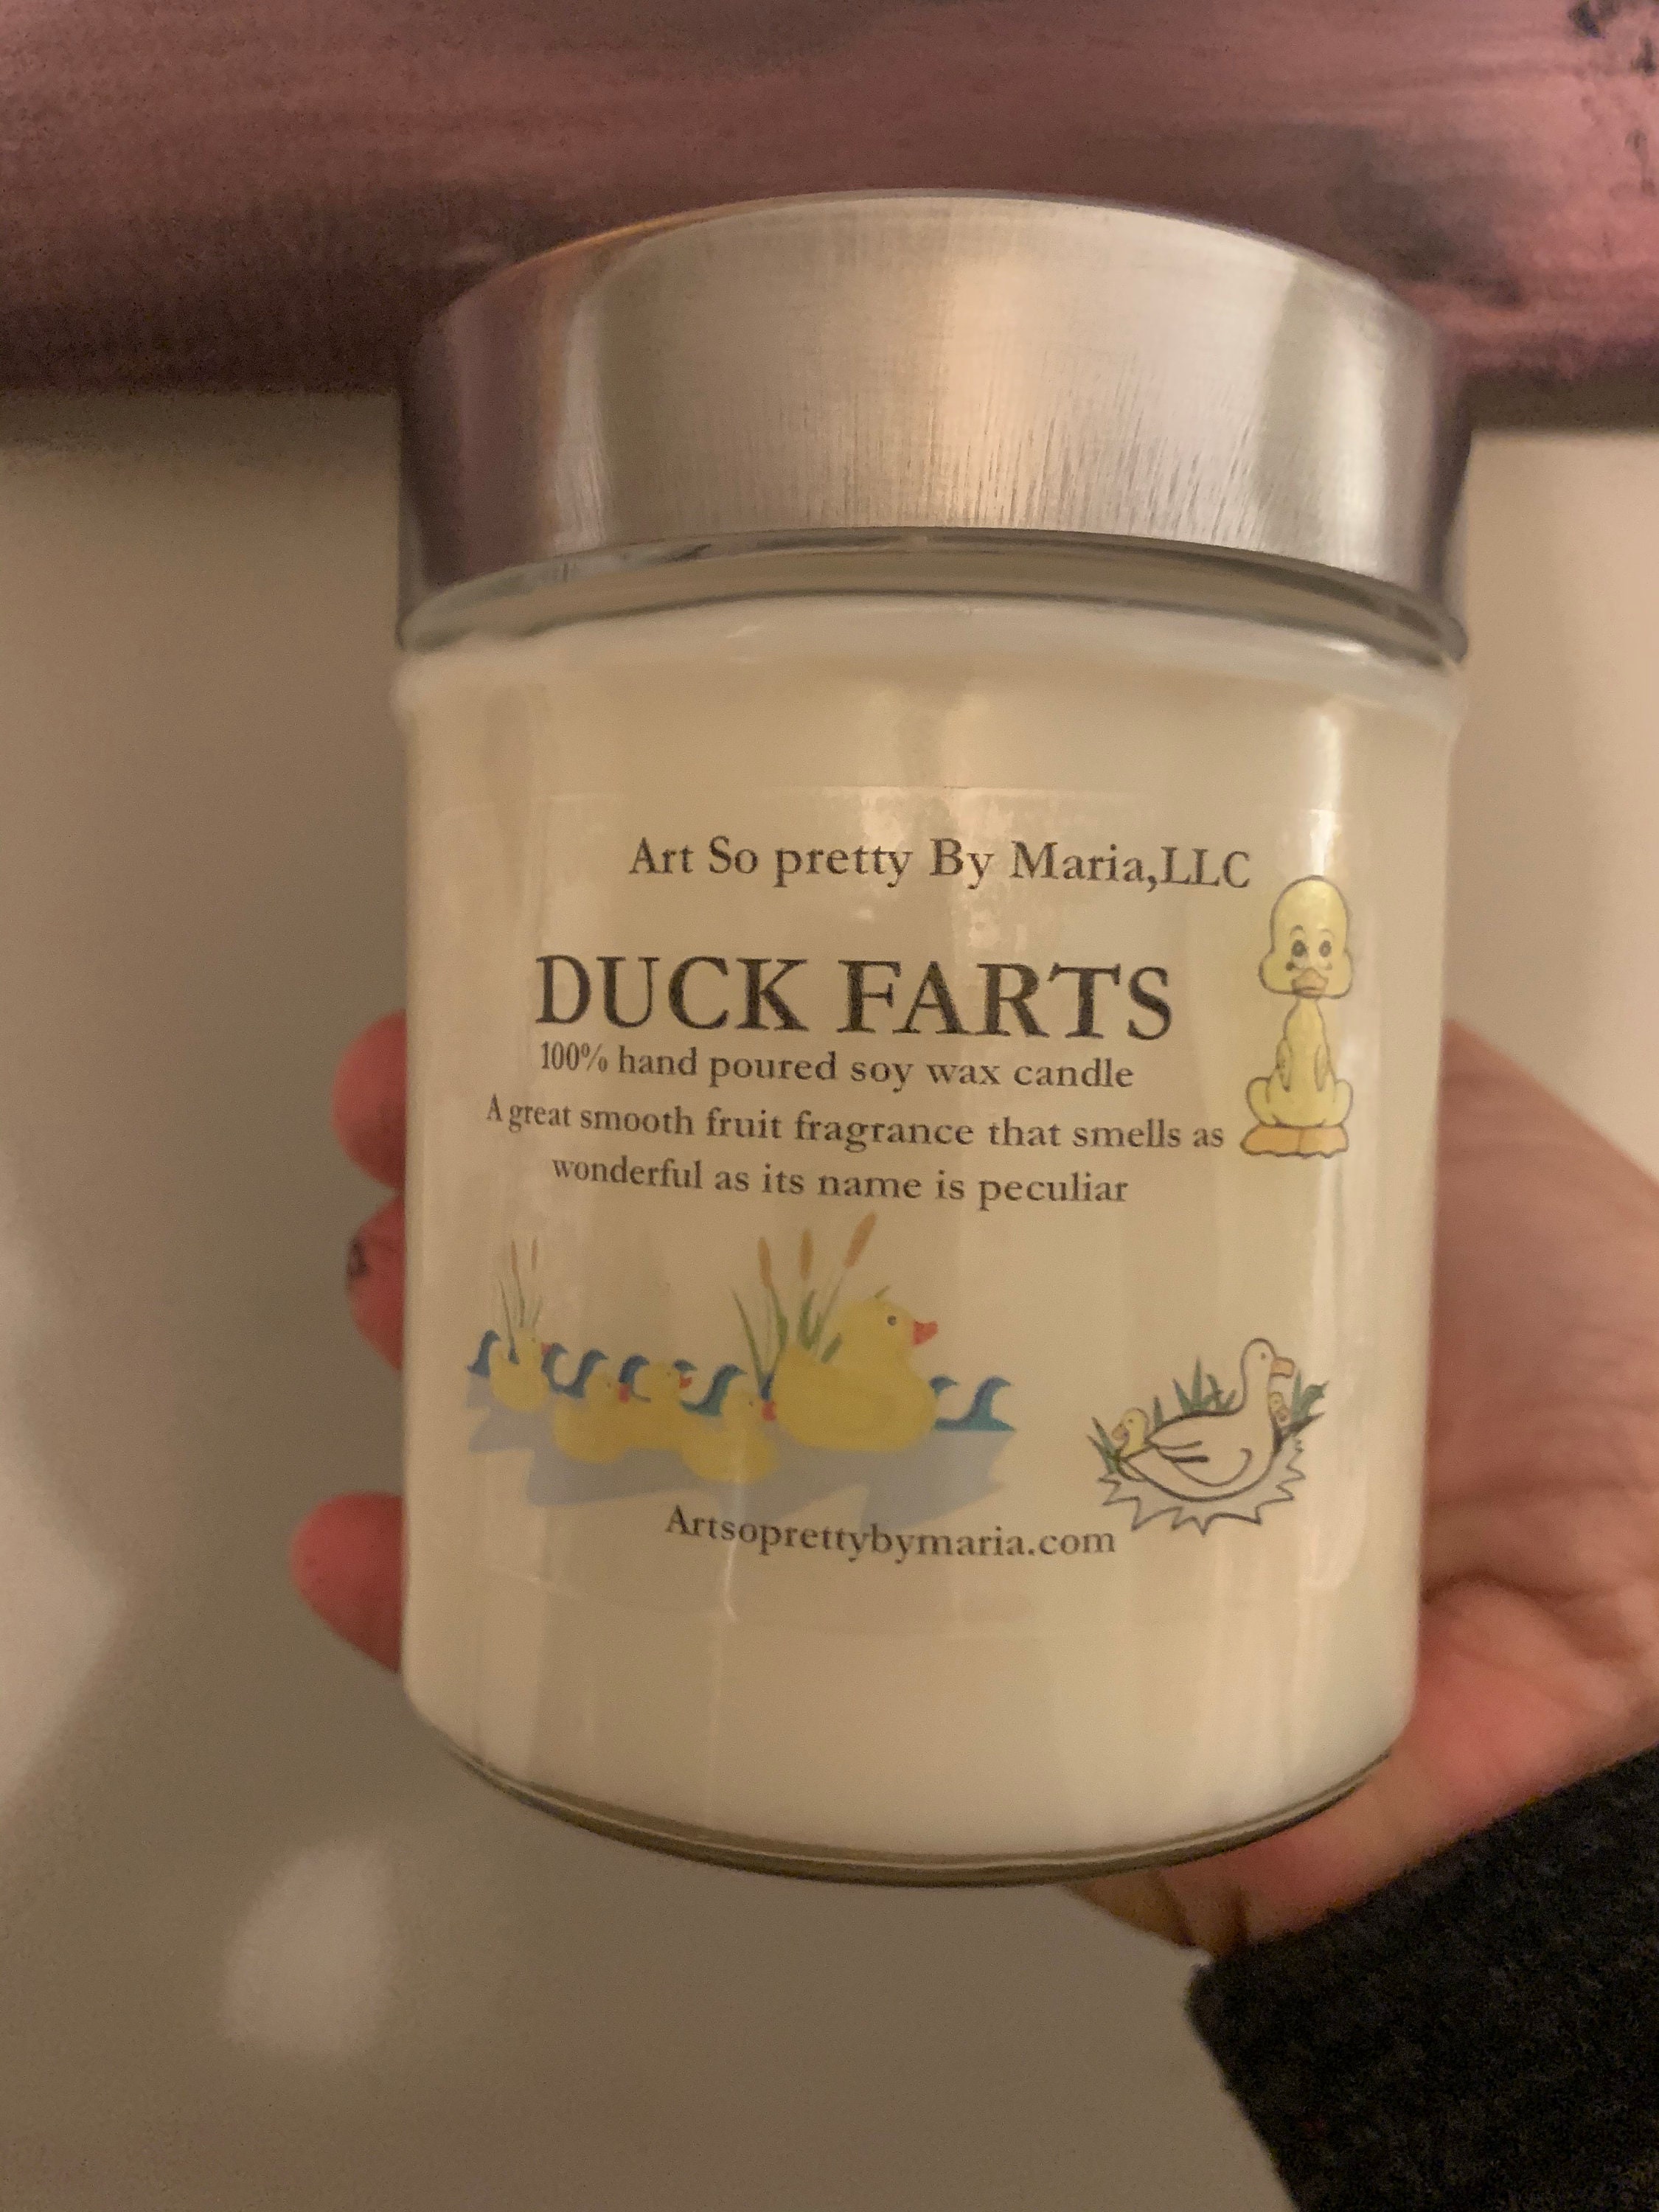 Art So pretty By Maria,LLC
DUCK FARTS
100% hand poured soy wax candle
A great smooth fruit fragrance that smells as
wonderful as its name is peculiar
Artsoprettybymaria.com